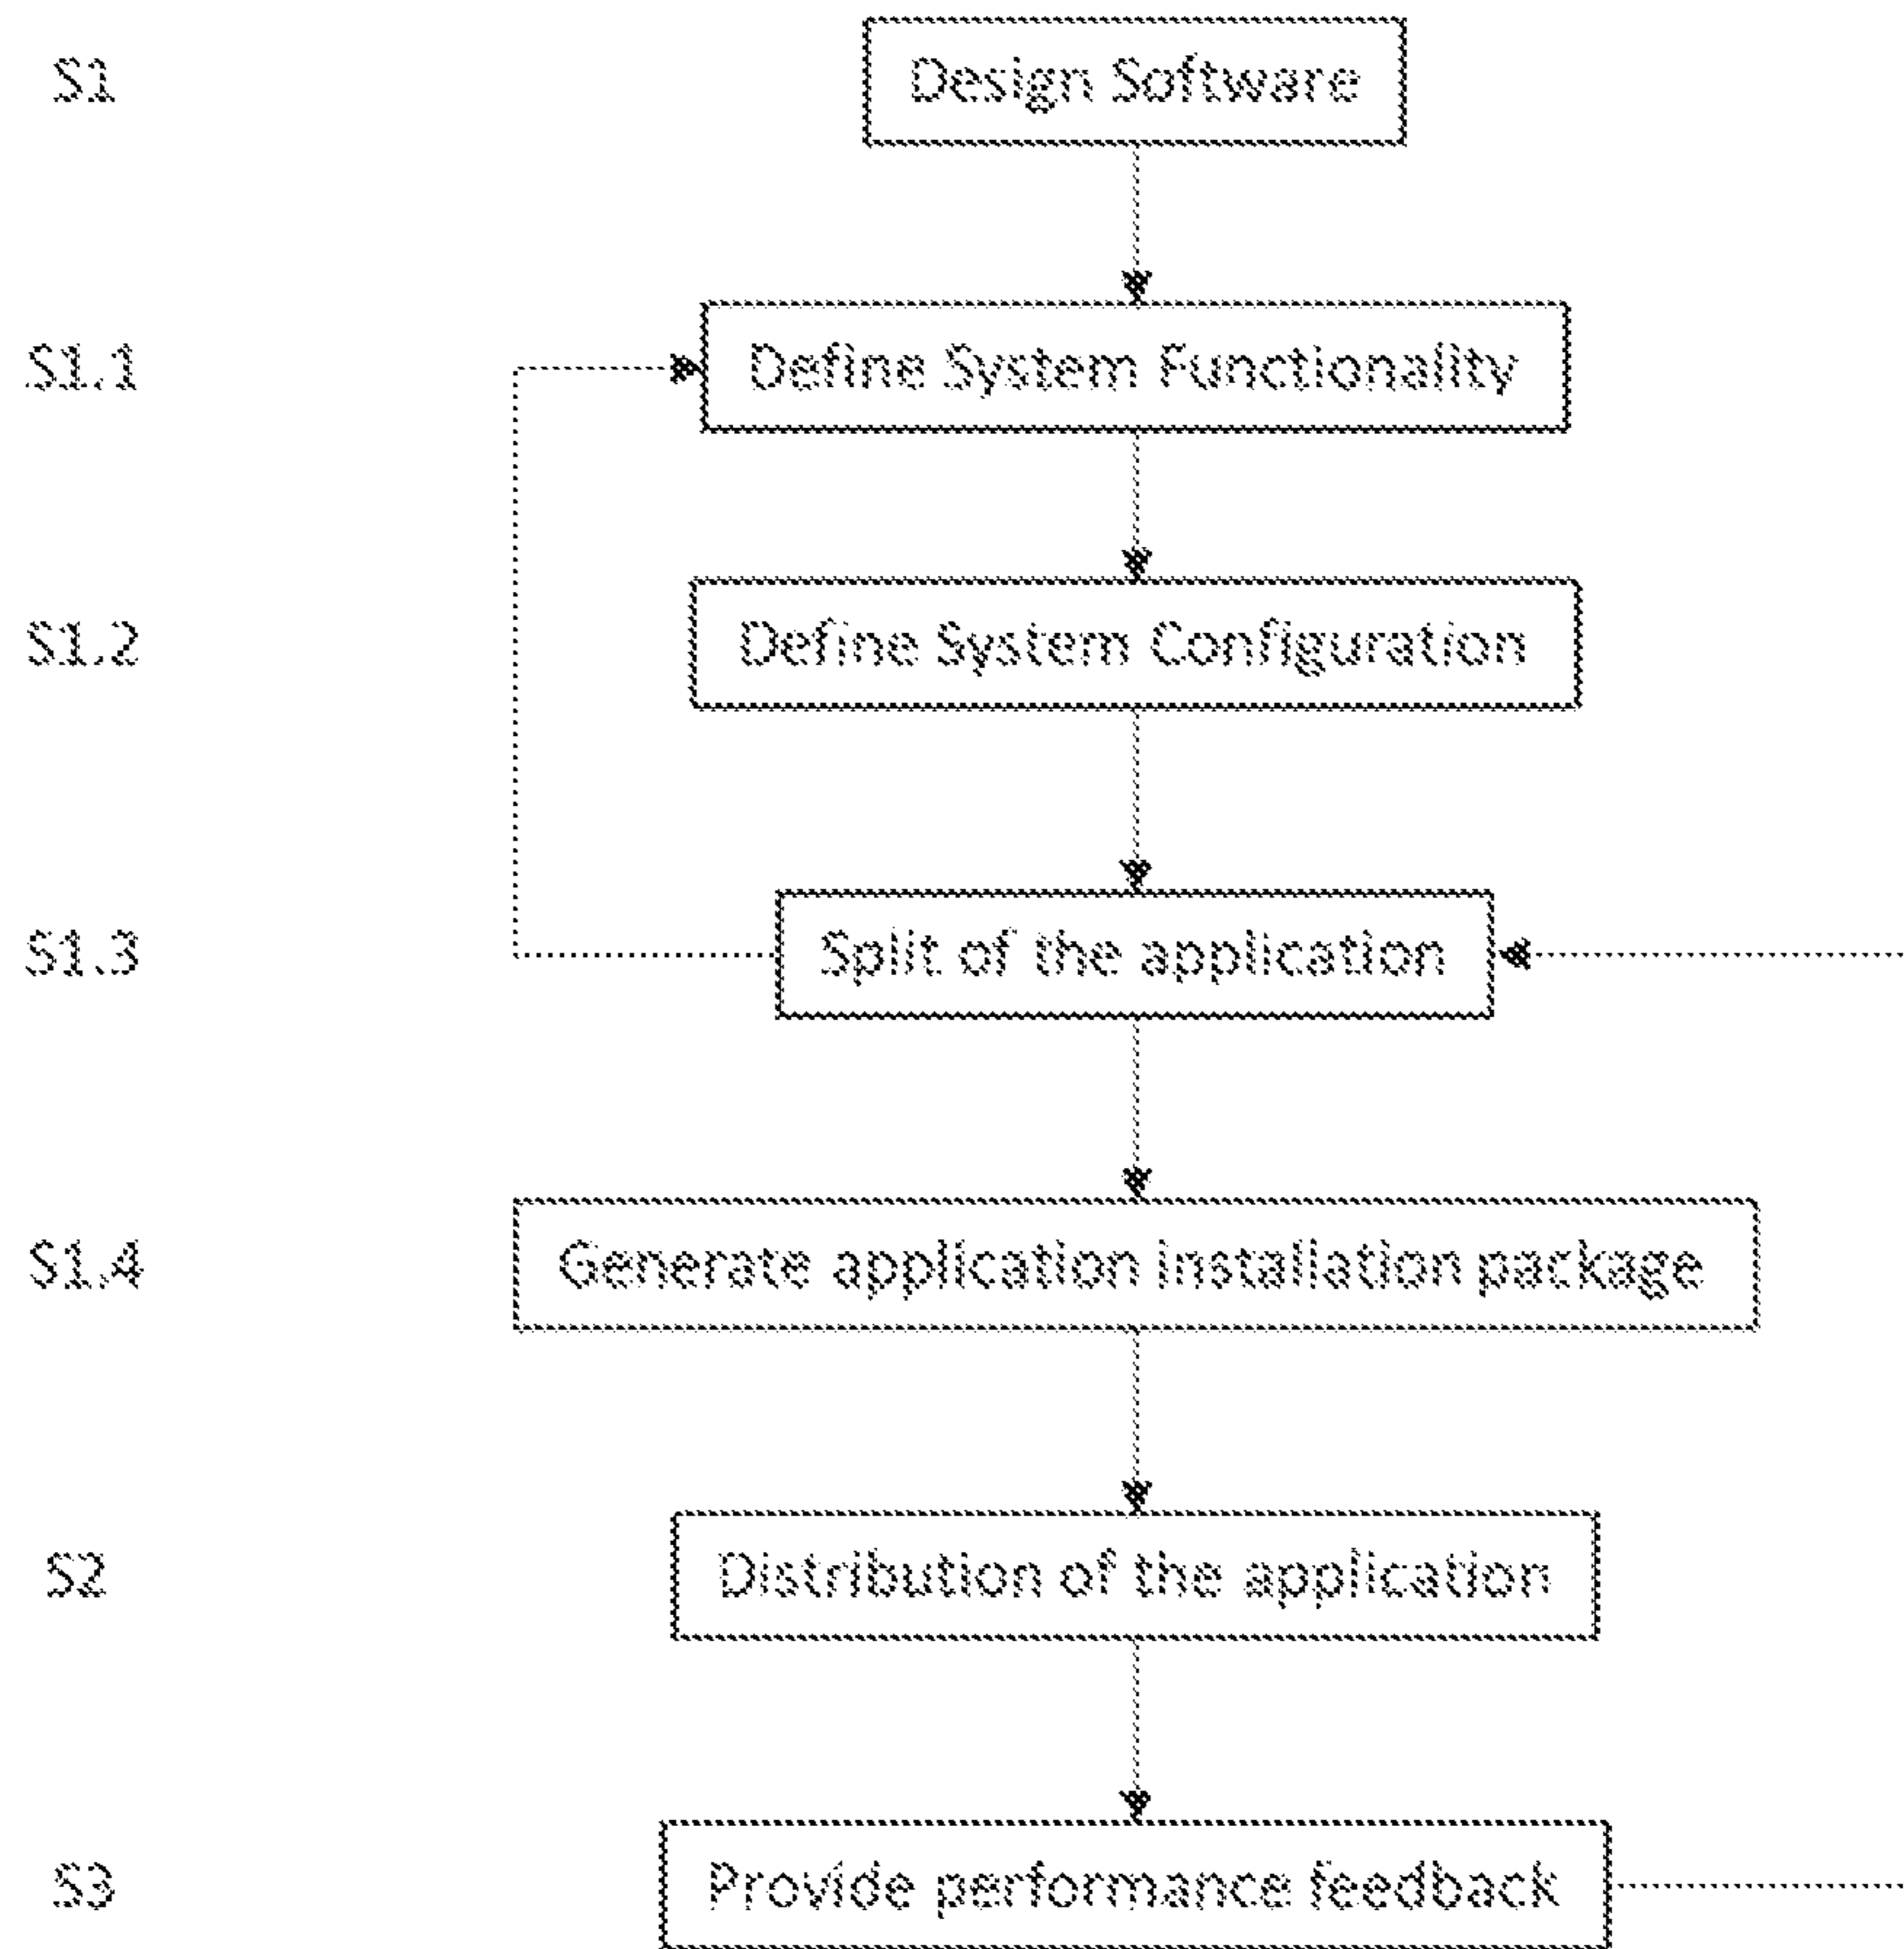 S1 Design Software
S1.1 Define System Functionality
S1.2 Define System Configuration
S1.3 Split of the application
S1.4 Generate application installation package
S2 Distribution of the application
S3 Provide performance feedback